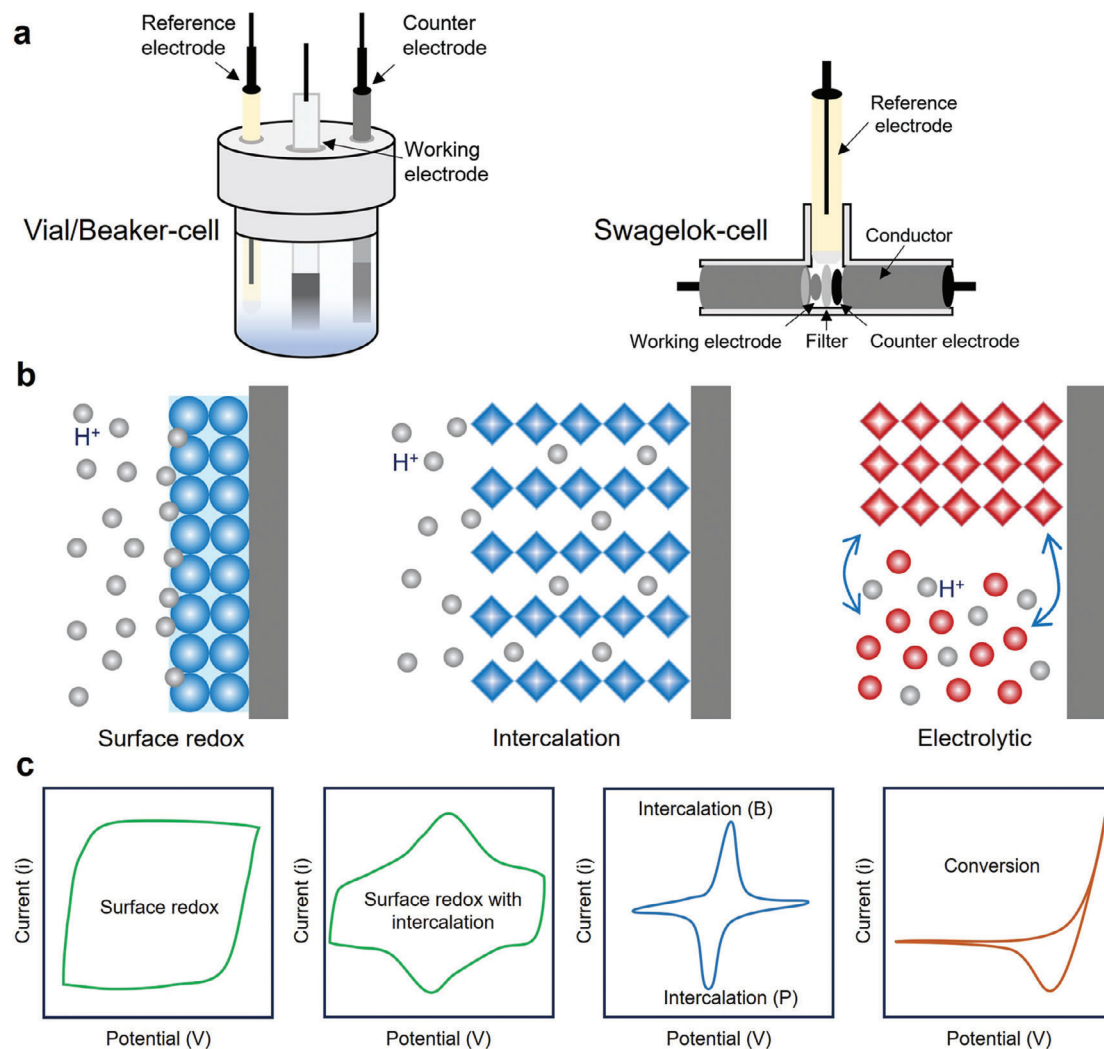 a
Reference
electrode
Counter
electrode
Working
electrode
Vial/Beaker-cell
Reference
electrode
Swagelok-cell
Conductor
Working electrode
Filter
Counter electrode
b
H⁺
Surface redox
H⁺
Intercalation
H⁺
Electrolytic
c
Current (i)
Surface redox
Potential (V)
Current (i)
Surface redox with
intercalation
Potential (V)
Current (i)
Intercalation (B)
Intercalation (P)
Potential (V)
Current (i)
Conversion
Potential (V)